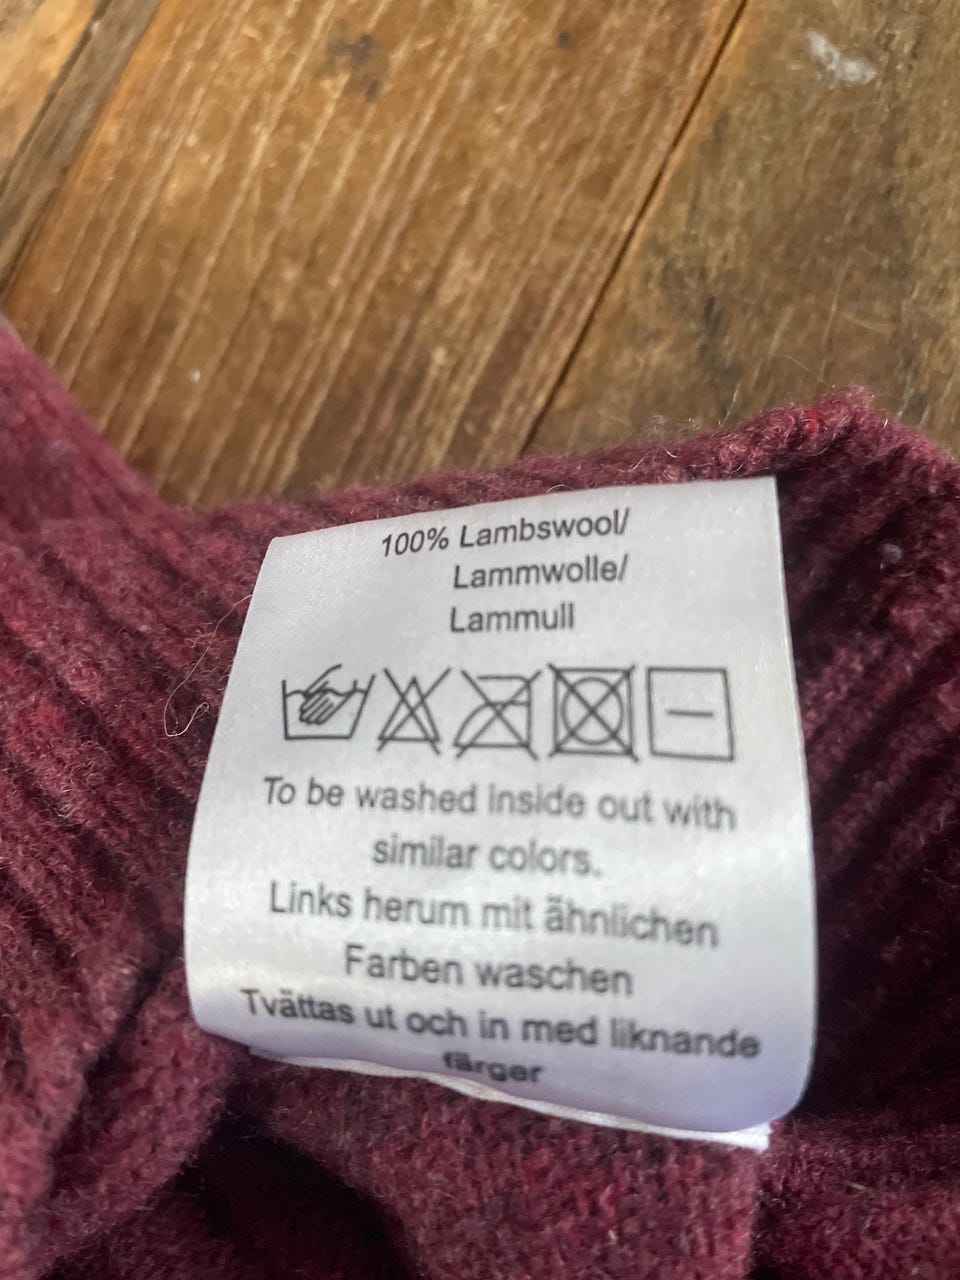 100% Lambswool/
Lammwolle/
Lammull
To be washed inside out with
similar colors.
Links herum mit ähnlichen
Farben waschen
Tvättas ut och in med liknande
färger